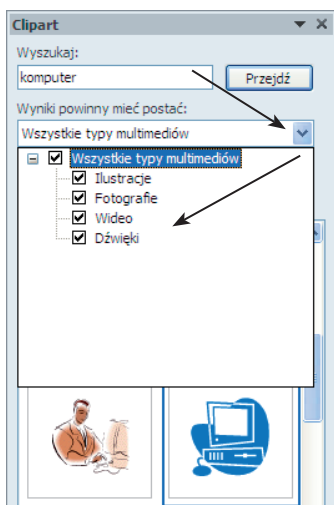 Clipart
Wyszukaj:
komputer
Przejdź
Wyniki powinny mieć postać:
Wszystkie typy multimediów
Wszystkie typy multimediów
Ilustracje
Fotografie
Wideo
Dźwięki